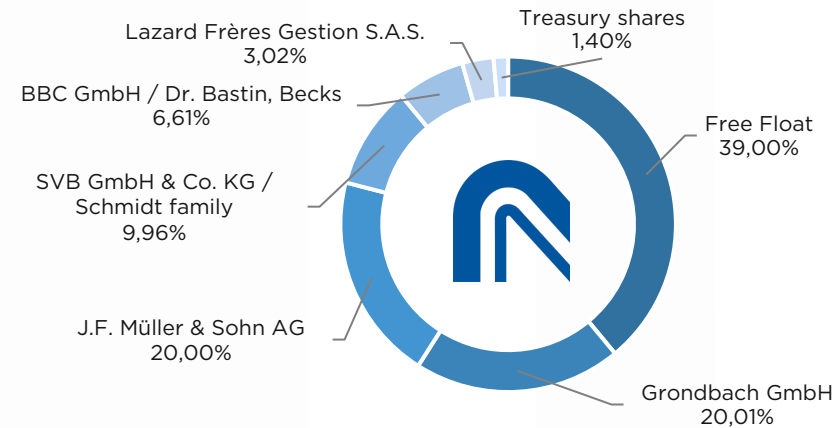 Treasury shares
1,40%
Free Float
39,00%
Grondbach GmbH
20,01%
J.F. Müller & Sohn AG
20,00%
SVB GmbH & Co. KG /
Schmidt family
9,96%
BBC GmbH / Dr. Bastin, Becks
6,61%
Lazard Frères Gestion S.A.S.
3,02%